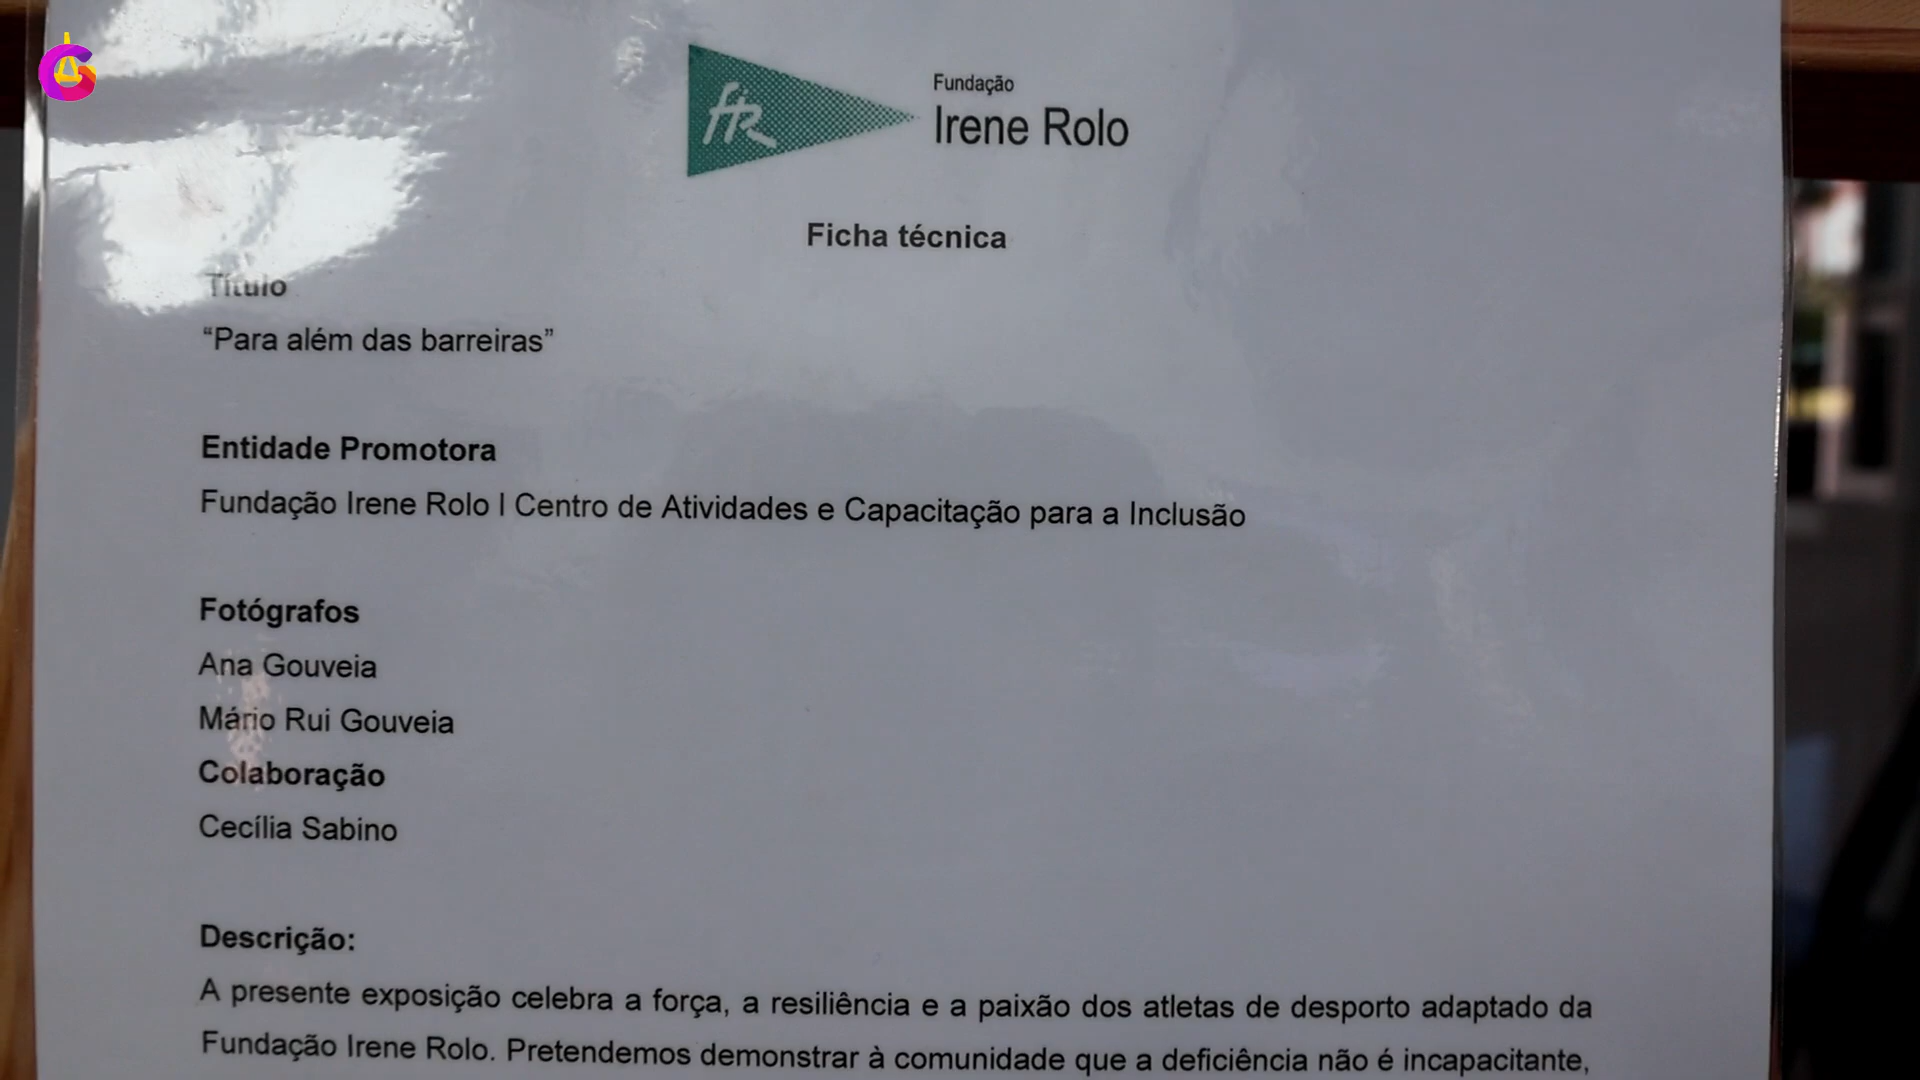 Fundação
fir Irene Rolo
Ficha técnica
Título
“Para além das barreiras”
Entidade Promotora
Fundação Irene Rolo I Centro de Atividades e Capacitação para a Inclusão
Fotógrafos
Ana Gouveia
Mário Rui Gouveia
Colaboração
Cecília Sabino
Descrição:
A presente exposição celebra a força, a resiliência e a paixão dos atletas de desporto adaptado da
Fundação Irene Rolo. Pretendemos demonstrar à comunidade que a deficiência não é incapacitante,